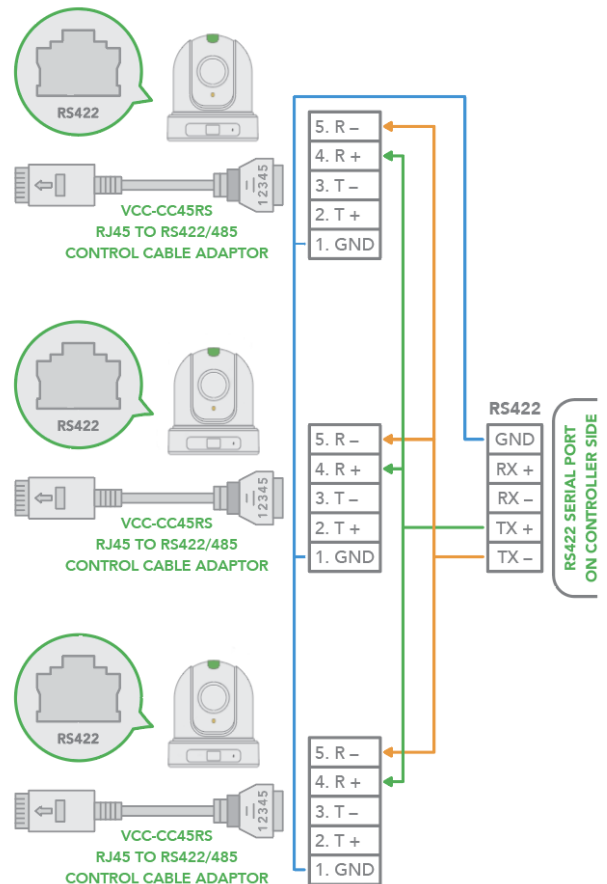 RS422
12345
VCC-CC45RS
RJ45 TO RS422/485
CONTROL CABLE ADAPTOR
5. R –
4. R +
3. T –
2. T +
1. GND
RS422
12345
VCC-CC45RS
RJ45 TO RS422/485
CONTROL CABLE ADAPTOR
5. R –
4. R +
3. T –
2. T +
1. GND
RS422
GND
RX +
RX –
TX +
TX –
RS422 SERIAL PORT
ON CONTROLLER SIDE
RS422
12345
VCC-CC45RS
RJ45 TO RS422/485
CONTROL CABLE ADAPTOR
5. R –
4. R +
3. T –
2. T +
1. GND